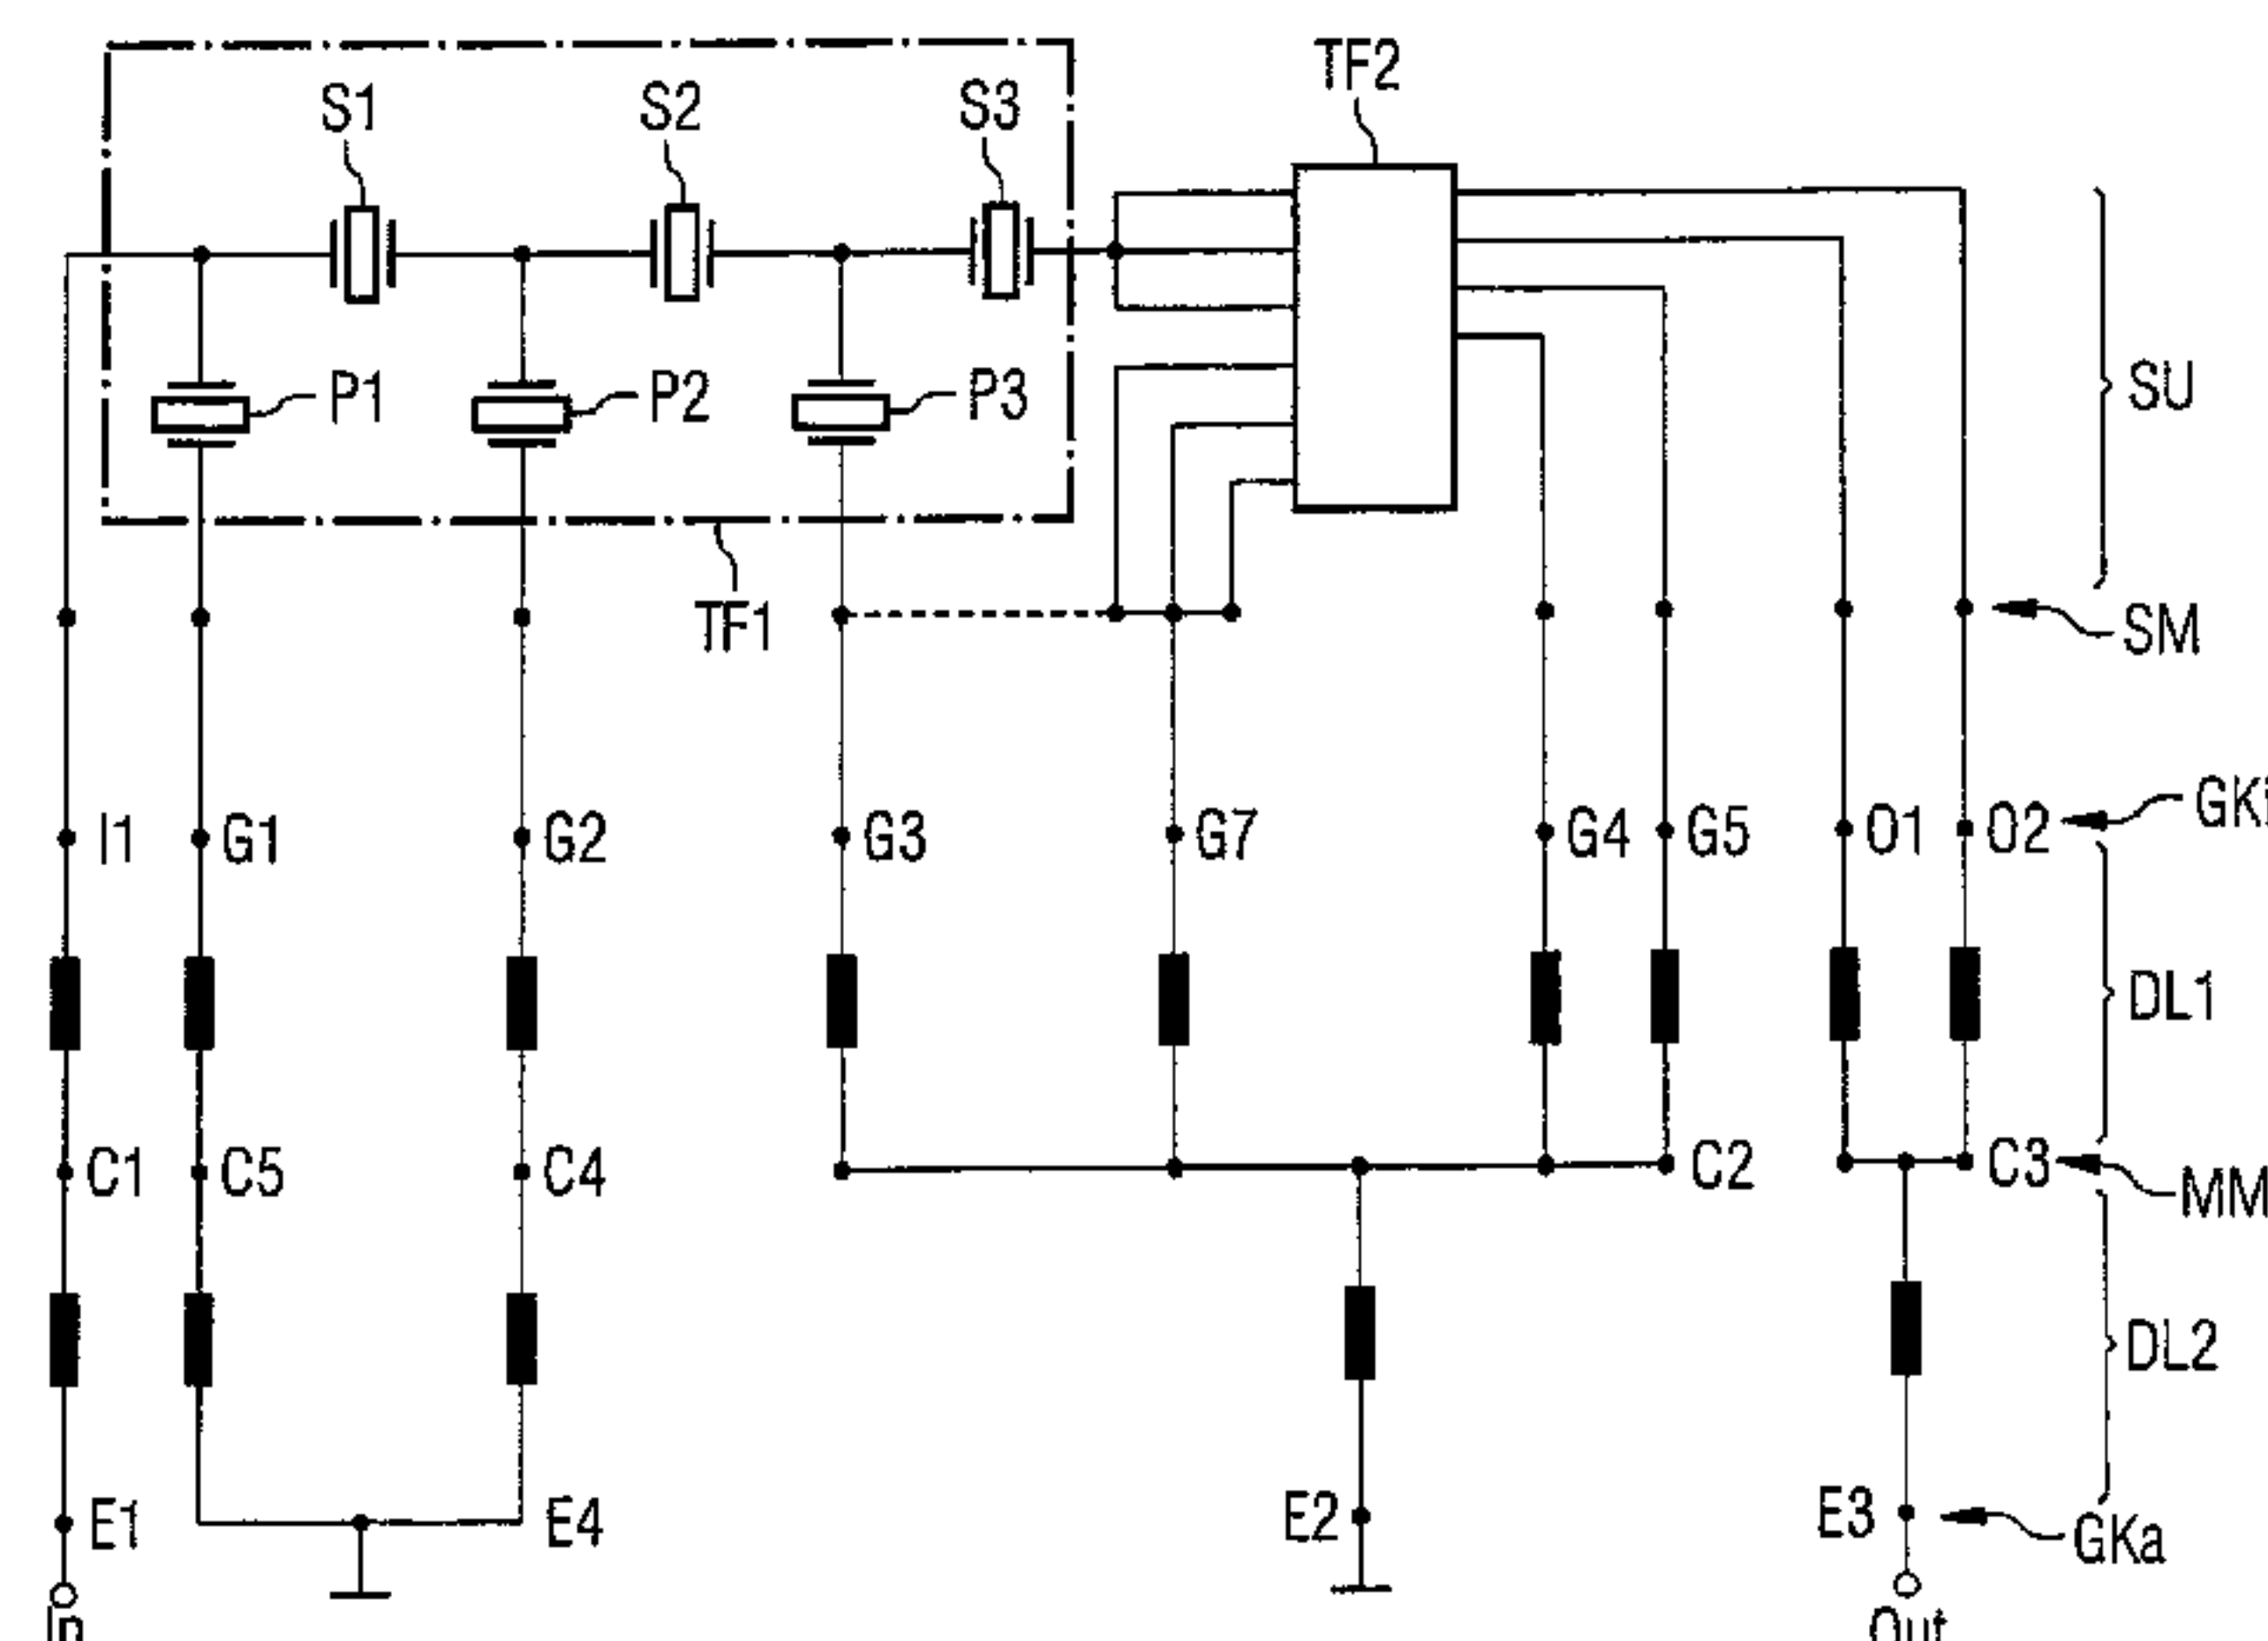 TF2
S1 S2 S3
P1 P2 P3
SU
TF1
SM
GKi
I1 G1 G2 G3 G7 G4 G5 O1 O2
DL1
C1 C5 C4 C2 C3
MM
DL2
E1 E4 E2 E3
GKa
In Out